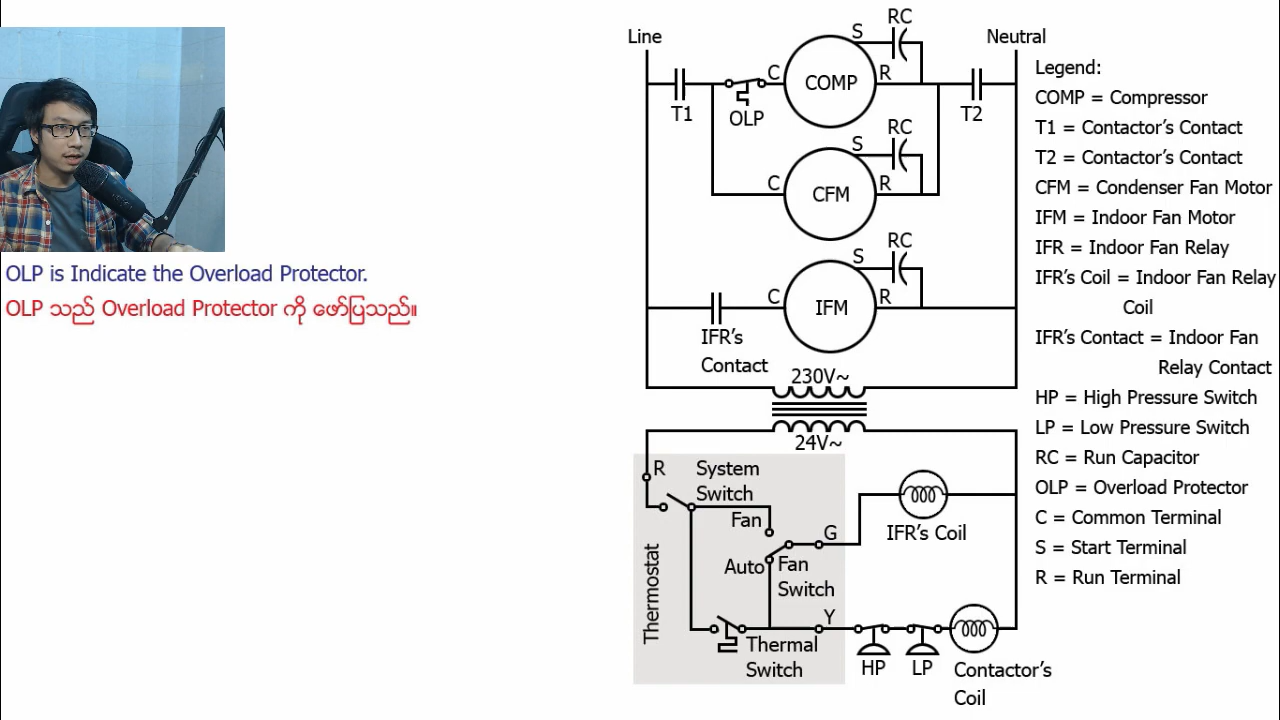 OLP is Indicate the Overload Protector.
OLP သည် Overload Protector ကို ဖော်ပြသည်။
Line
Neutral
RC
S
C
COMP
R
T1
OLP
T2
RC
S
C
CFM
R
RC
S
C
IFM
R
IFR's
Contact
230V~
24V~
R
System
Switch
Fan
G
IFR's Coil
Auto
Fan
Switch
Thermostat
Y
Thermal
Switch
HP
LP
Contactor's
Coil
Legend:
COMP = Compressor
T1 = Contactor's Contact
T2 = Contactor's Contact
CFM = Condenser Fan Motor
IFM = Indoor Fan Motor
IFR = Indoor Fan Relay
IFR's Coil = Indoor Fan Relay
Coil
IFR's Contact = Indoor Fan
Relay Contact
HP = High Pressure Switch
LP = Low Pressure Switch
RC = Run Capacitor
OLP = Overload Protector
C = Common Terminal
S = Start Terminal
R = Run Terminal